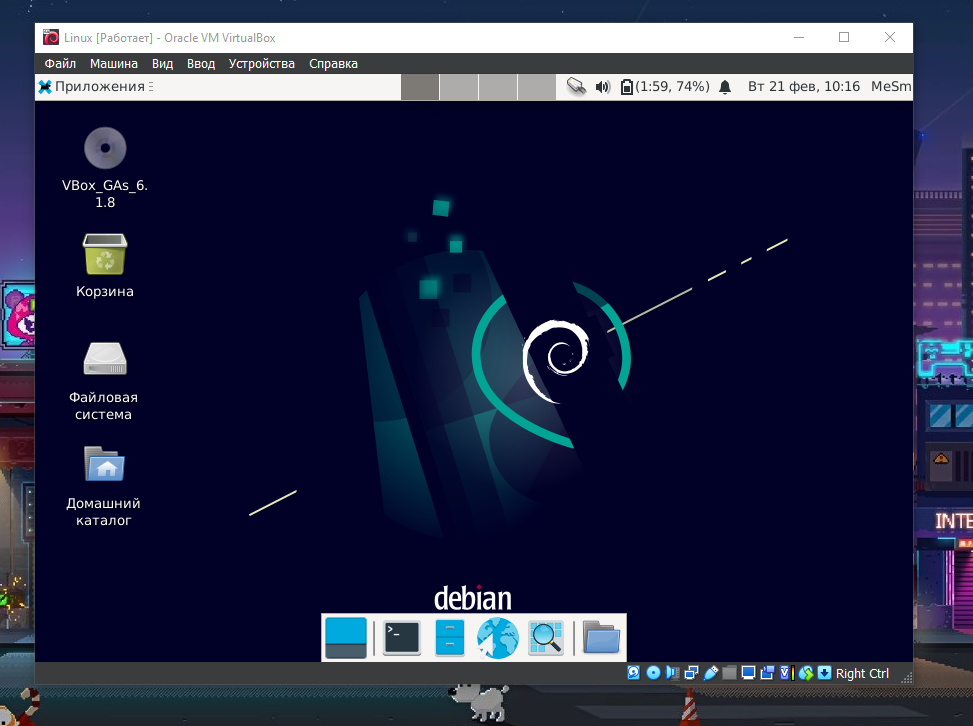 Linux [Работает] - Oracle VM VirtualBox
Файл Машина Вид Ввод Устройства Справка
Приложения (1:59, 74%) Вт 21 фев, 10:16 MeSm
VBox_GAs_6.
1.8
Корзина
Файловая
система
Домашний
каталог
debian
Right Ctrl
INTE